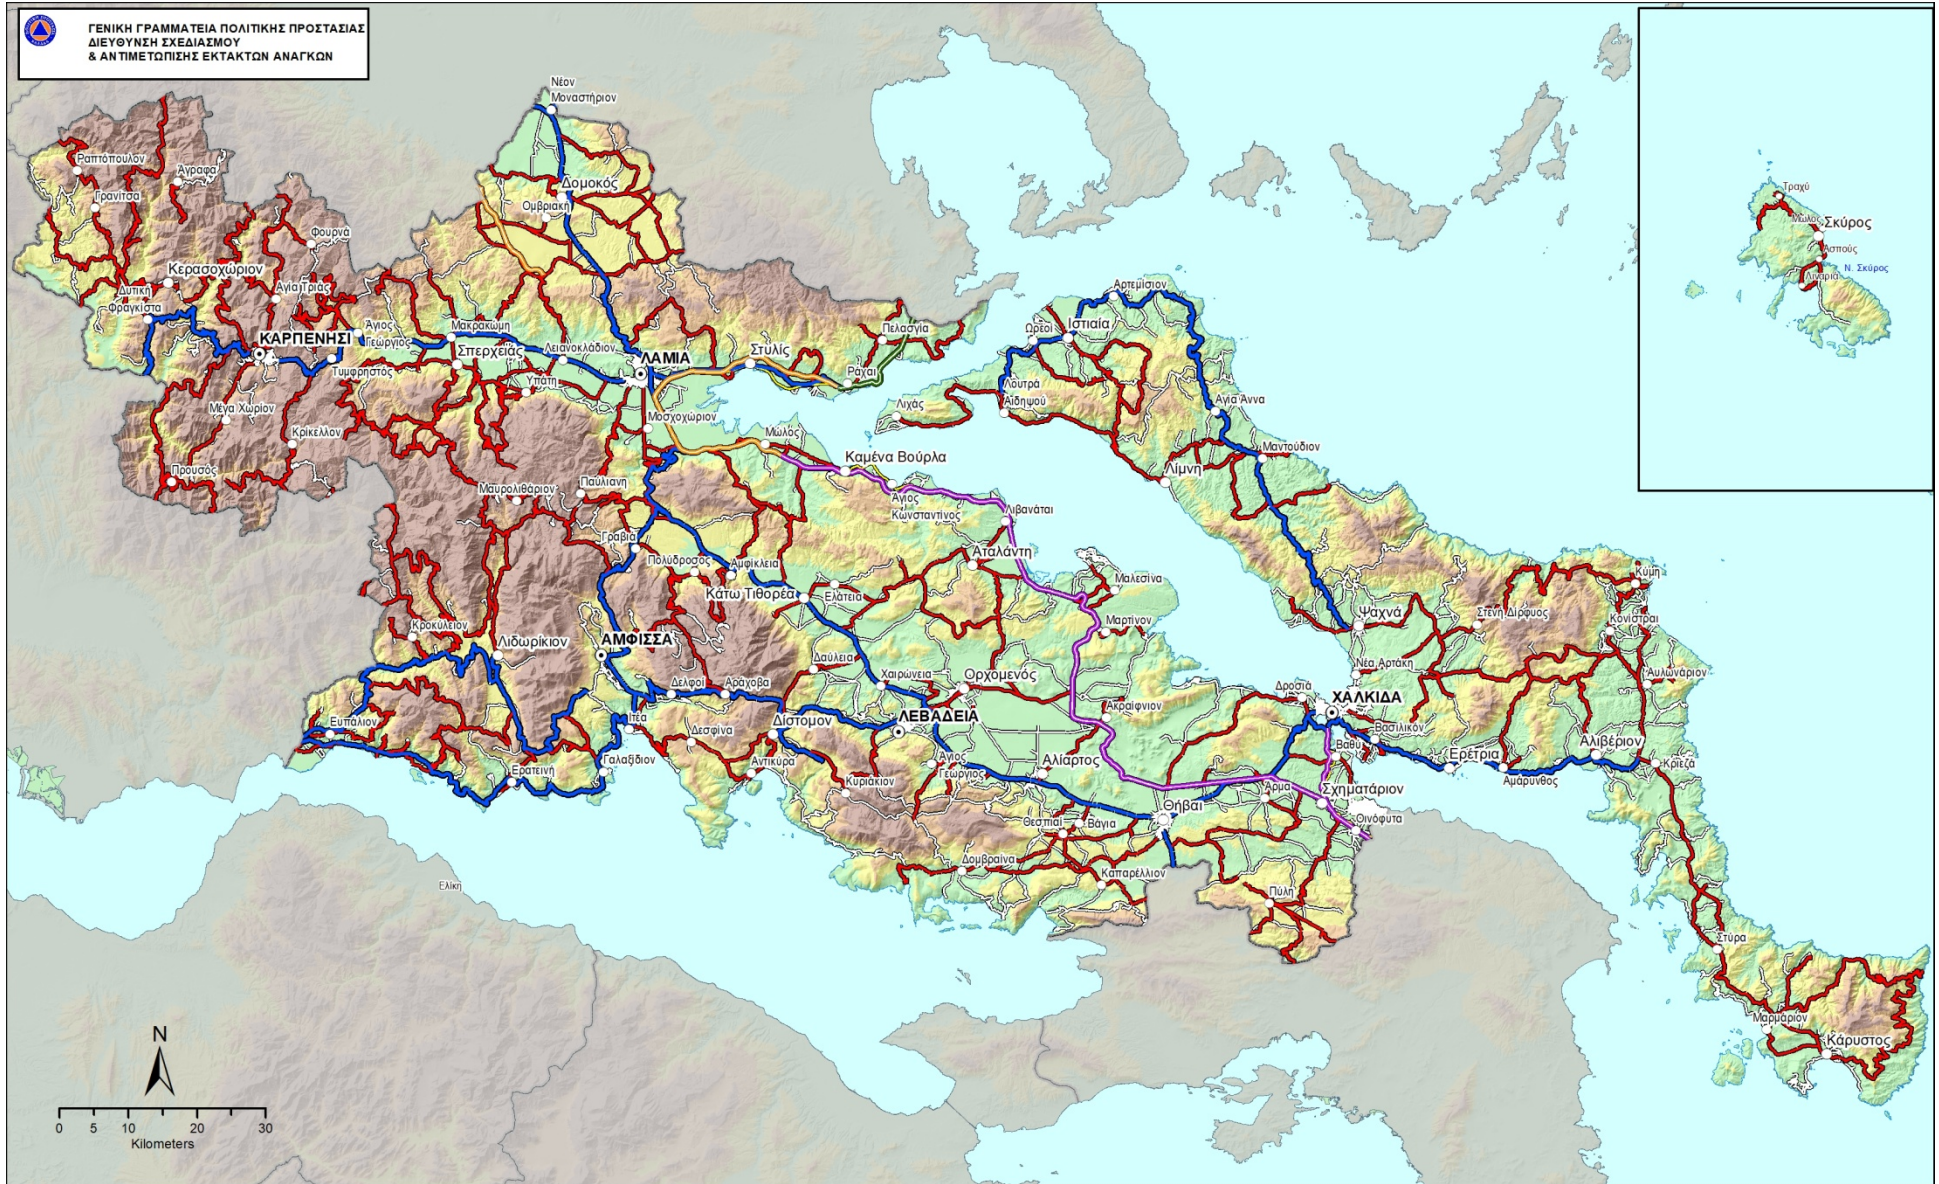 ΓΕΝΙΚΗ ΓΡΑΜΜΑΤΕΙΑ ΠΟΛΙΤΙΚΗΣ ΠΡΟΣΤΑΣΙΑΣ
ΔΙΕΥΘΥΝΣΗ ΣΧΕΔΙΑΣΜΟΥ
& ΑΝΤΙΜΕΤΩΠΙΣΗΣ ΕΚΤΑΚΤΩΝ ΑΝΑΓΚΩΝ
Νέον
Μοναστήριον
Ραπτόπουλον
Άγραφα
Γρανίτσα
Δομοκός
Ομβριακή
Φουρνά
Κερασοχώριον
Αγία Τριάς
Δυτική
Φραγκίστα
ΚΑΡΠΕΝΗΣΙ
Άγιος
Γεώργιος
Μακρακώμη
Σπερχειάς
Λειανοκλάδιον
ΛΑΜΙΑ
Στυλίς
Πελασγία
Ράχαι
Τυμφρηστός
Υπάτη
Μέγα Χωρίον
Κρίκελλον
Προυσός
Μοσχοχώριον
Μώλος
Καμένα Βούρλα
Άγιος
Κωνσταντίνος
Λιβανάται
Παύλιανη
Μαυρολιθάριον
Γραβιά
Πολύδροσος
Αμφίκλεια
Κάτω Τιθορέα
Ελάτεια
Αταλάντη
Μαλεσίνα
Μαρτίνον
Κροκύλειον
Λιδωρίκιον
ΑΜΦΙΣΣΑ
Δελφοί
Αράχοβα
Δαύλεια
Χαιρώνεια
Ορχομενός
Ακραίφνιον
Ευπάλιον
Ιτέα
Δεσφίνα
Δίστομον
ΛΕΒΑΔΕΙΑ
Ερατεινή
Γαλαξίδιον
Αντίκυρα
Κυριάκιον
Άγιος
Γεώργιος
Αλίαρτος
Θήβαι
Άρμα
Σχηματάριον
Οινόφυτα
Θεσπιαί
Βάγια
Δομβραίνα
Καπαρέλλιον
Πύλη
Αρτεμίσιον
Ωρεοί
Ιστιαία
Λουτρά
Αιδηψού
Λιχάς
Αγία Άννα
Μαντούδιον
Λίμνη
Ψαχνά
Στενή Δίρφυος
Κύμη
Κονίστραι
Αυλωνάριον
Νέα Αρτάκη
Δροσιά
ΧΑΛΚΙΔΑ
Βασιλικόν
Βαθύ
Ερέτρια
Αμάρυνθος
Αλιβέριον
Κριεζά
Στύρα
Μαρμάριον
Κάρυστος
Τραχύ
Μώλος
Σκύρος
Ασπούς
Λιναριά
Ν. Σκύρος
Ελίκη
N
0 5 10 20 30
Kilometers